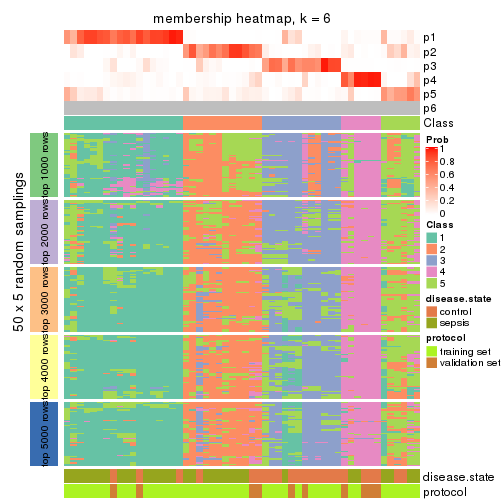 membership heatmap, k = 6
p1
p2
p3
p4
p5
p6
Class
50 x 5 random samplings
top 1000 rows
top 2000 rows
top 3000 rows
top 4000 rows
top 5000 rows
disease.state
protocol
Prob
1
0.8
0.6
0.4
0.2
0
Class
1
2
3
4
5
disease.state
control
sepsis
protocol
training set
validation set